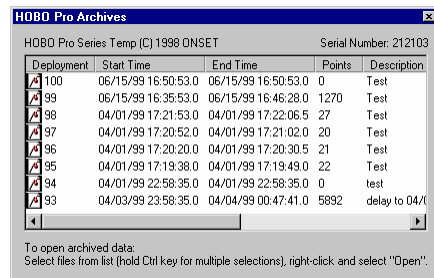 HOBO Pro Archives
HOBO Pro Series Temp (C) 1998 ONSET Serial Number: 212103
Deployment Start Time End Time Points Description
100 06/15/99 16:50:53.0 06/15/99 16:50:53.0 0 Test
99 06/15/99 16:35:53.0 06/15/99 16:46:28.0 1270 Test
98 04/01/99 17:21:53.0 04/01/99 17:22:06.5 27 Test
97 04/01/99 17:20:52.0 04/01/99 17:21:02.0 20 Test
96 04/01/99 17:20:20.0 04/01/99 17:20:30.5 21 Test
95 04/01/99 17:19:38.0 04/01/99 17:19:49.0 22 Test
94 04/01/99 22:58:35.0 04/01/99 22:58:35.0 0 test
93 04/03/99 23:58:35.0 04/04/99 00:47:41.0 5892 delay to 04/0
To open archived data:
Select files from list (hold Ctrl key for multiple selections), right-click and select "Open".